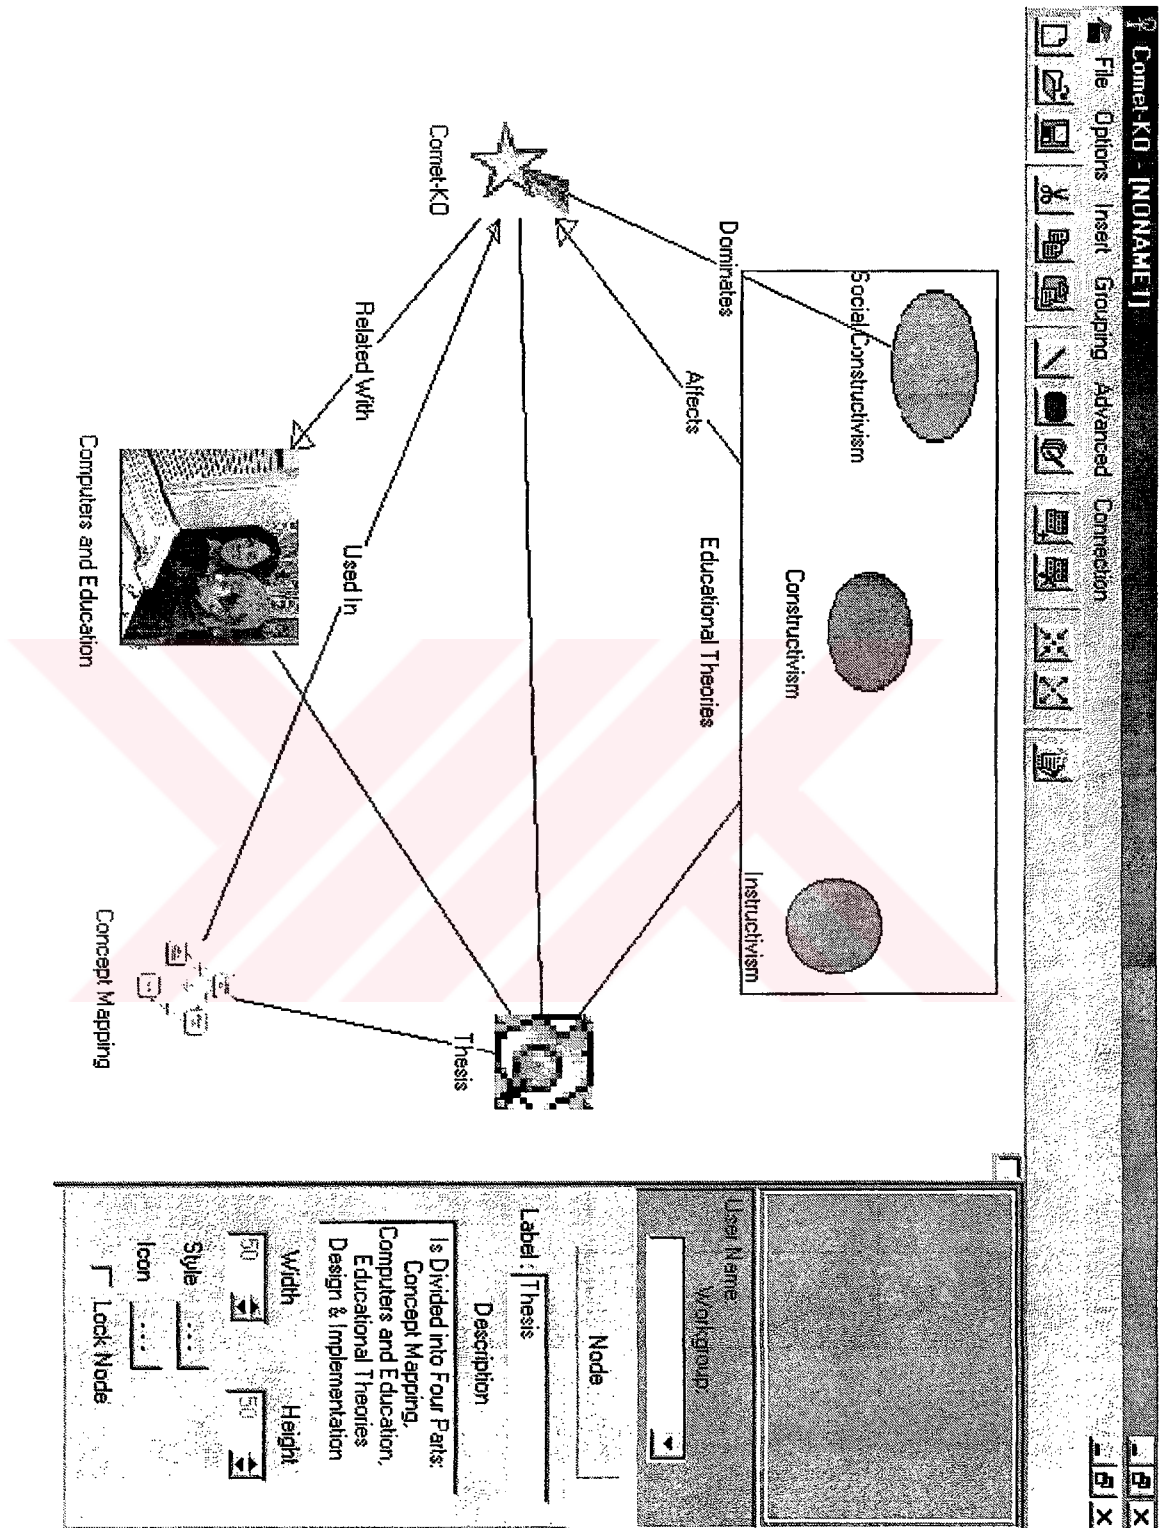 Comet-KO - [NONAME1]
File Options Insert Grouping Advanced Connection
Social Constructivism
Constructivism
Instructivism
Educational Theories
Dominates
Affects
Comet-KO
Related With
Used In
Computers and Education
Concept Mapping
Thesis
User Name:
Workgroup:
Node
Label : Thesis
Description
Is Divided into Four Parts:
Concept Mapping,
Computers and Education,
Educational Theories
Design & Implementation
Width Height
50 50
Style ...
Icon ...
Lock Node